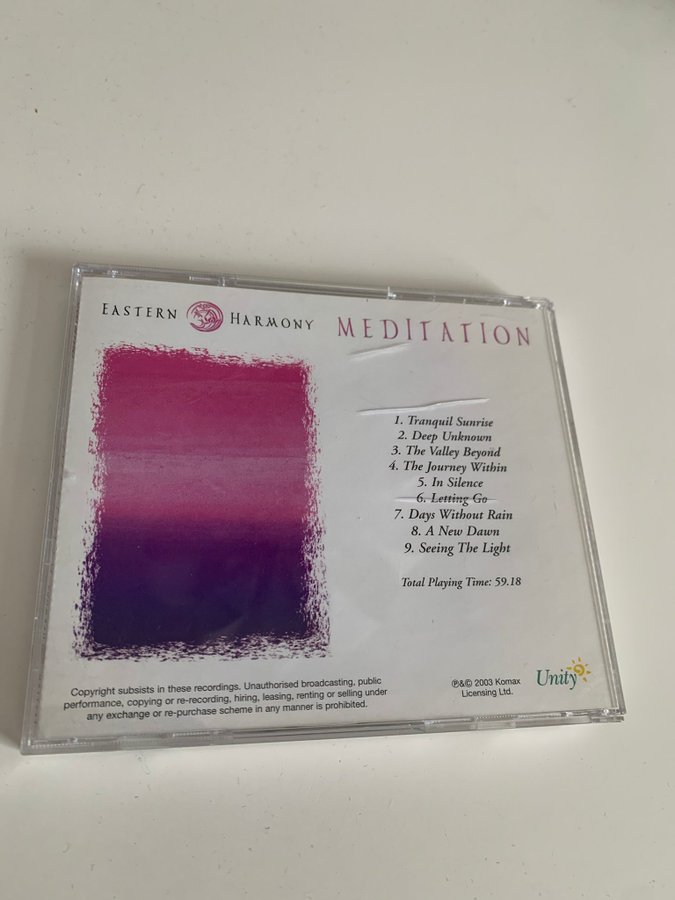 EASTERN HARMONY MEDITATION
1. Tranquil Sunrise
2. Deep Unknown
3. The Valley Beyond
4. The Journey Within
5. In Silence
6. Letting Go
7. Days Without Rain
8. A New Dawn
9. Seeing The Light
Total Playing Time: 59.18
Copyright subsists in these recordings. Unauthorised broadcasting, public
performance, copying or re-recording, hiring, leasing, renting or selling under
any exchange or re-purchase scheme in any manner is prohibited.
℗&© 2003 Komax
Licensing Ltd.
Unity